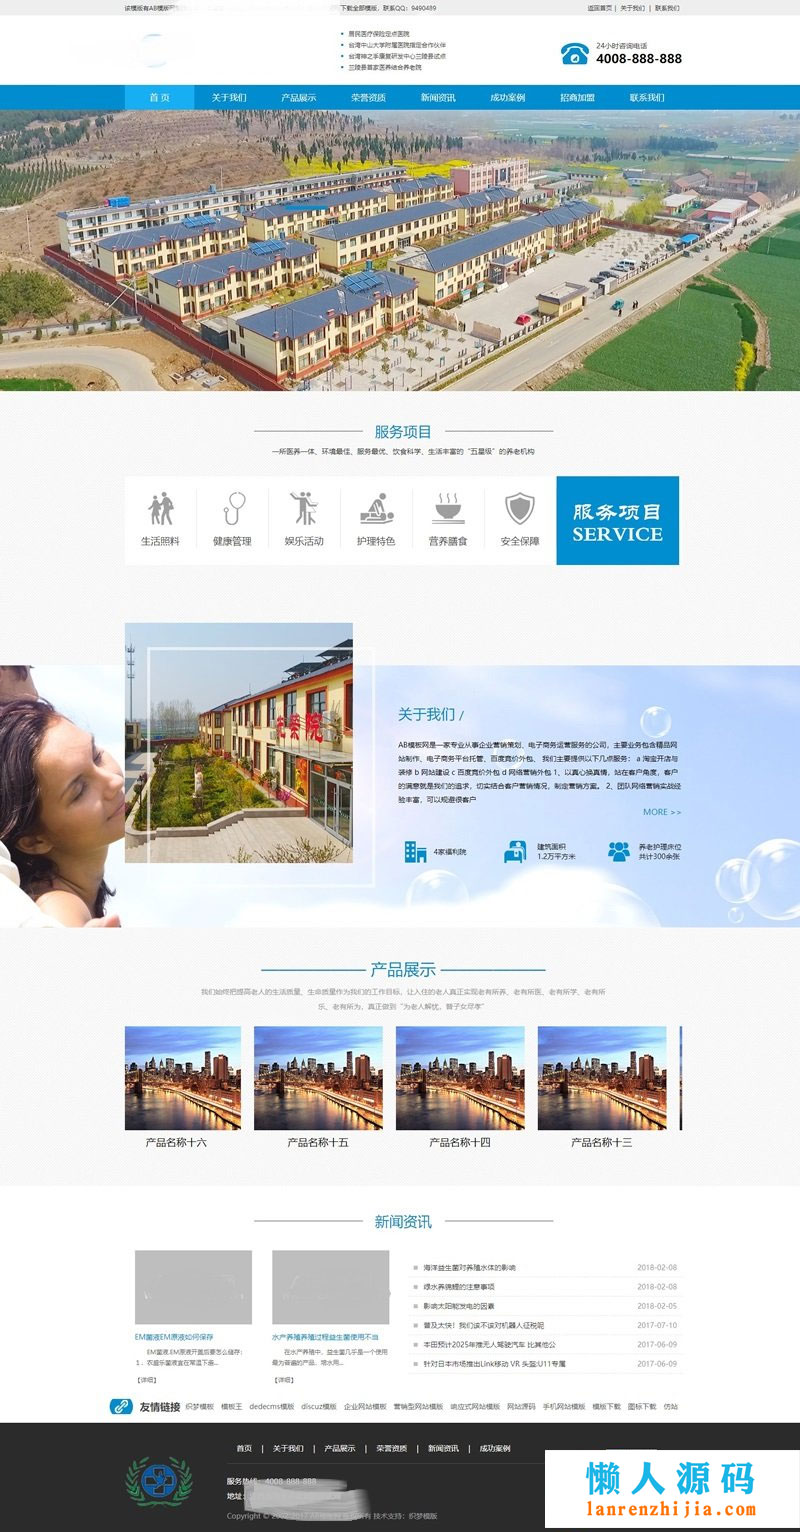 该模版有AB模版网
下载全部模版，联系QQ：9490489
返回首页 | 关于我们 | 联系我们
居民医疗保险定点医院
台湾中山大学附属医院指定合作伙伴
台湾神之手康复研发中心兰陵县试点
兰陵县首家医养结合养老院
24小时咨询电话
4008-888-888
首 页 关于我们 产品展示 荣誉资质 新闻资讯 成功案例 招商加盟 联系我们
服务项目
一所医养一体、环境最佳、服务最优、饮食科学、生活丰富的“五星级”的养老机构
生活照料 健康管理 娱乐活动 护理特色 营养膳食 安全保障
服务项目
SERVICE
关于我们 /
AB模板网是一家专业从事企业营销策划、电子商务运营服务的公司，主要业务包含精品网
站制作、电子商务平台托管、百度竞价外包、 我们主要提供以下几点服务： a 淘宝开店与
装修 b 网站建设 c 百度竞价外包 d 网络营销外包 1、以真心换真情，站在客户角度，客户
的满意就是我们的追求，切实结合客户营销情况，制定营销方案。 2、团队网络营销实战经
验丰富，可以规避很客户
MORE >>
4家福利院
建筑面积
1.2万平方米
养老护理床位
共计300余张
产品展示
我们始终把提高老人的生活质量、生命质量作为我们的工作目标，让入住的老人真正实现老有所养、老有所医、老有所学、老有所
乐、老有所为、真正做到“为老人解忧，替子女尽孝”
产品名称十六 产品名称十五 产品名称十四 产品名称十三
新闻资讯
EM菌液EM原液如何保存
EM菌液.EM原液开盖后要怎么储存：
1 、农盛乐菌液宜在常温下避...
[详细]
水产养殖养殖过程益生菌使用不当
在水产养殖中，益生菌几乎是一个使用
最为普遍的产品，培水用...
[详细]
海洋益生菌对养殖水体的影响 2018-02-08
绿水养锦鲤的注意事项 2018-02-08
影响太阳能发电的因素 2018-02-05
普及太快！我们该不该对机器人征税呢 2017-07-10
本田预计2025年推无人驾驶汽车 比其他公 2017-06-09
针对日本市场推出Link移动 VR 头盔:U11专属 2017-06-09
友情链接 织梦模板 模板王 dedecms模版 discuz模版 企业网站模板 营销型网站模版 响应式网站模版 网站源码 手机网站模板 模版下载 图标下载 仿站
首页 | 关于我们 | 产品展示 | 荣誉资质 | 新闻资讯 | 成功案例
服务热线：4008-888-888
地址：
Copyright © 技术支持：织梦模版
懒人源码
lanrenzhijia.com